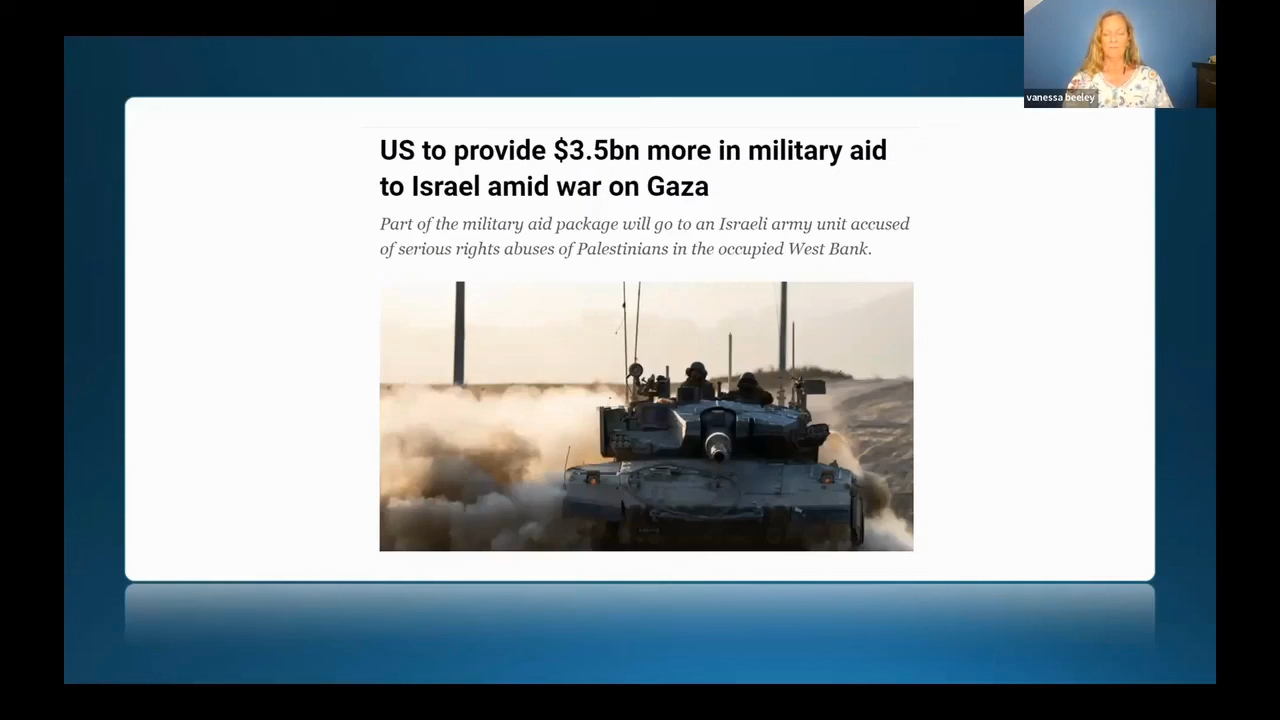 vanessa beeley
US to provide $3.5bn more in military aid
to Israel amid war on Gaza
Part of the military aid package will go to an Israeli army unit accused
of serious rights abuses of Palestinians in the occupied West Bank.